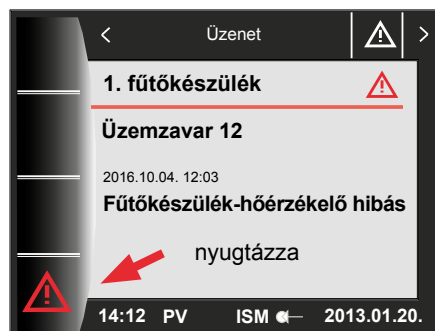 Üzenet
1. fűtőkészülék
Üzemzavar 12
2016.10.04. 12:03
Fűtőkészülék-hőérzékelő hibás
nyugtázza
14:12 PV ISM 2013.01.20.